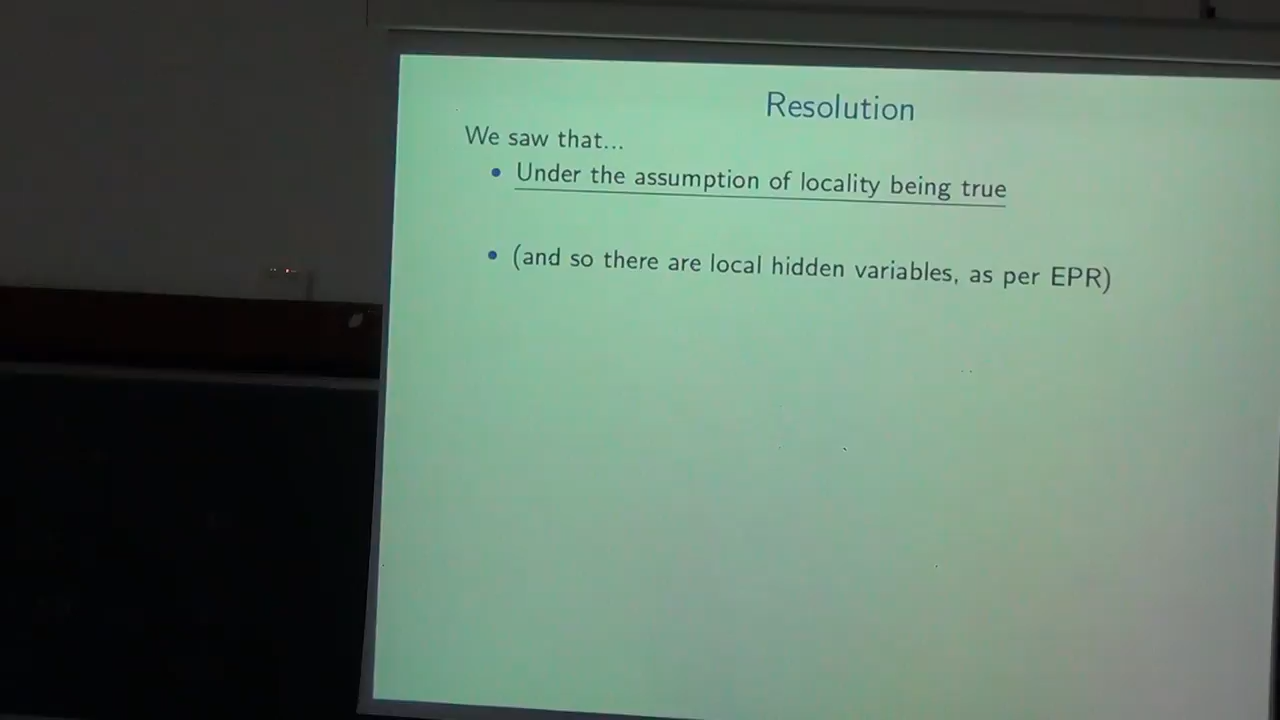 Resolution
We saw that...
• Under the assumption of locality being true
• (and so there are local hidden variables, as per EPR)